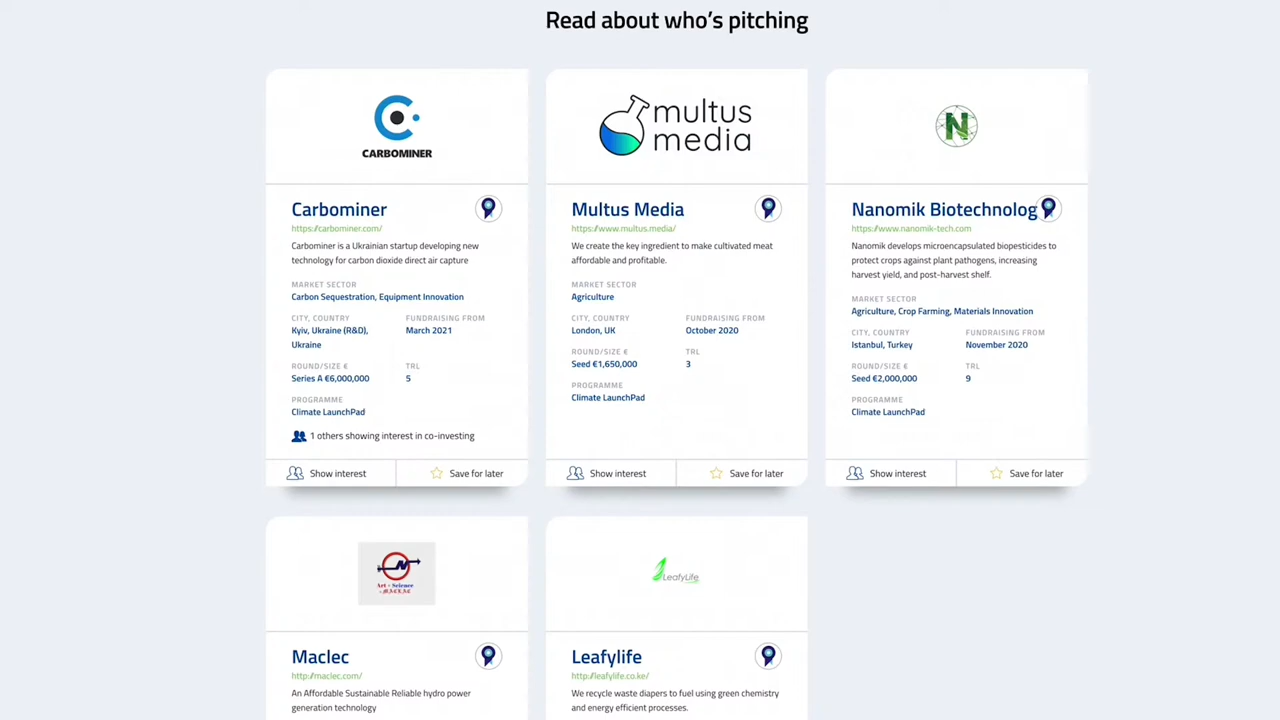 Read about who's pitching
CARBOMINER
Carbominer
https://carbominer.com/
Carbominer is a Ukrainian startup developing new
technology for carbon dioxide direct air capture
MARKET SECTOR
Carbon Sequestration, Equipment Innovation
CITY, COUNTRY
Kyiv, Ukraine (R&D),
Ukraine
FUNDRAISING FROM
March 2021
ROUND/SIZE €
Series A €6,000,000
TRL
5
PROGRAMME
Climate LaunchPad
1 others showing interest in co-investing
Show interest
Save for later
multus
media
Multus Media
https://www.multus.media/
We create the key ingredient to make cultivated meat
affordable and profitable.
MARKET SECTOR
Agriculture
CITY, COUNTRY
London, UK
FUNDRAISING FROM
October 2020
ROUND/SIZE €
Seed €1,650,000
TRL
3
PROGRAMME
Climate LaunchPad
Show interest
Save for later
N
Nanomik Biotechnolog
https://www.nanomik-tech.com
Nanomik develops microencapsulated biopesticides to
protect crops against plant pathogens, increasing
harvest yield, and post-harvest shelf.
MARKET SECTOR
Agriculture, Crop Farming, Materials Innovation
CITY, COUNTRY
Istanbul, Turkey
FUNDRAISING FROM
November 2020
ROUND/SIZE €
Seed €2,000,000
TRL
9
PROGRAMME
Climate LaunchPad
Show interest
Save for later
N
Art + Science
= MACLEC
Maclec
http://maclec.com/
An Affordable Sustainable Reliable hydro power
generation technology
LeafyLife
Leafylife
http://leafylife.co.ke/
We recycle waste diapers to fuel using green chemistry
and energy efficient processes.